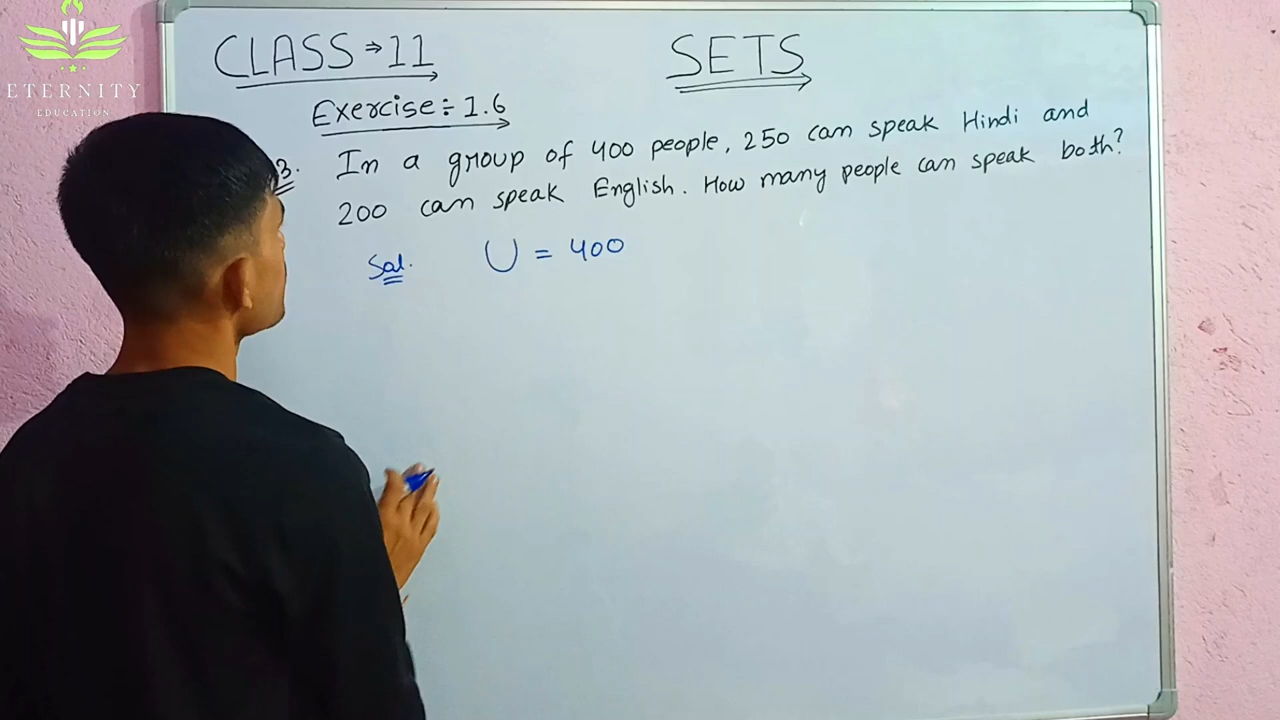 ETERNITY
EDUCATION
CLASS ⇒ 11
SETS
Exercise ÷ 1.6
3. In a group of 400 people, 250 can speak Hindi and
200 can speak English. How many people can speak both?
Sol. U = 400